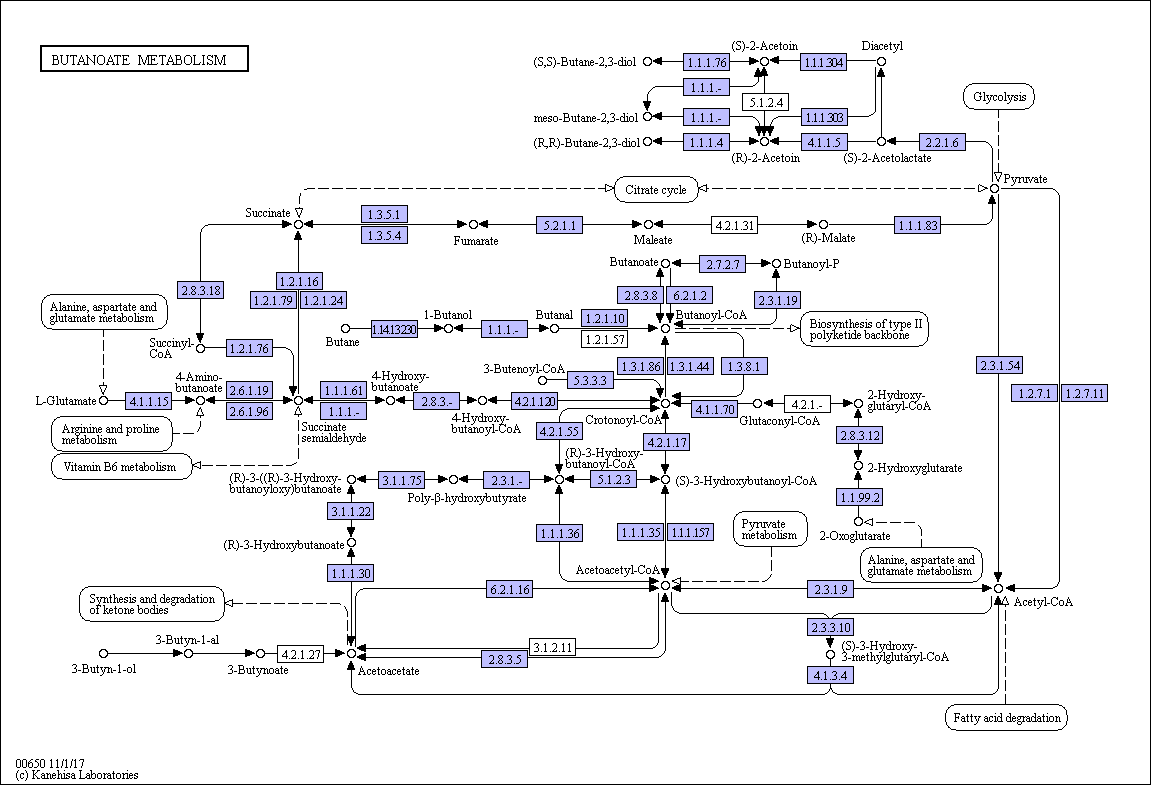 BUTANOATE METABOLISM
(S)-2-Acetoin
Diacetyl
(S,S)-Butane-2,3-diol
1.1.1.76
1.1.1.304
1.1.1.-
5.1.2.4
Glycolysis
meso-Butane-2,3-diol
1.1.1.-
1.1.1.303
(R,R)-Butane-2,3-diol
1.1.1.4
4.1.1.5
2.2.1.6
(R)-2-Acetoin
(S)-2-Acetolactate
Pyruvate
Citrate cycle
Succinate
1.3.5.1
1.3.5.4
Fumarate
5.2.1.1
Maleate
4.2.1.31
(R)-Malate
1.1.1.83
Butanoate
2.7.2.7
Butanoyl-P
2.8.3.18
1.2.1.16
1.2.1.79
1.2.1.24
2.8.3.8
6.2.1.2
2.3.1.19
Alanine, aspartate and
glutamate metabolism
1-Butanol
Butanal
1.2.1.10
Butanoyl-CoA
Butane
1.14.13.230
1.1.1.-
1.2.1.57
Biosynthesis of type II
polyketide backbone
Succinyl-
CoA
1.2.1.76
3-Butenoyl-CoA
1.3.1.86
1.3.1.44
1.3.8.1
2.3.1.54
4-Amino-
butanoate
2.6.1.19
1.1.1.61
4-Hydroxy-
butanoate
5.3.3.3
1.2.7.1
1.2.7.11
L-Glutamate
4.1.1.15
2.6.1.96
1.1.1.-
2.8.3.-
4.2.1.120
4-Hydroxy-
butanoyl-CoA
Crotonoyl-CoA
4.1.1.70
Glutaconyl-CoA
4.2.1.-
2-Hydroxy-
glutaryl-CoA
Arginine and proline
metabolism
Succinate
semialdehyde
4.2.1.55
4.2.1.17
2.8.3.12
Vitamin B6 metabolism
(R)-3-Hydroxy-
butanoyl-CoA
2-Hydroxyglutarate
(R)-3-((R)-3-Hydroxy-
butanoyloxy)butanoate
3.1.1.75
Poly-β-hydroxybutyrate
2.3.1.-
5.1.2.3
(S)-3-Hydroxybutanoyl-CoA
1.1.99.2
3.1.1.22
1.1.1.36
1.1.1.35
1.1.1.157
Pyruvate
metabolism
2-Oxoglutarate
(R)-3-Hydroxybutanoate
Alanine, aspartate and
glutamate metabolism
1.1.1.30
Acetoacetyl-CoA
6.2.1.16
2.3.1.9
Acetyl-CoA
Synthesis and degradation
of ketone bodies
2.3.3.10
3-Butyn-1-al
3.1.2.11
(S)-3-Hydroxy-
3-methylglutaryl-CoA
3-Butyn-1-ol
3-Butynoate
4.2.1.27
Acetoacetate
2.8.3.5
4.1.3.4
Fatty acid degradation
00650 11/1/17
(c) Kanehisa Laboratories